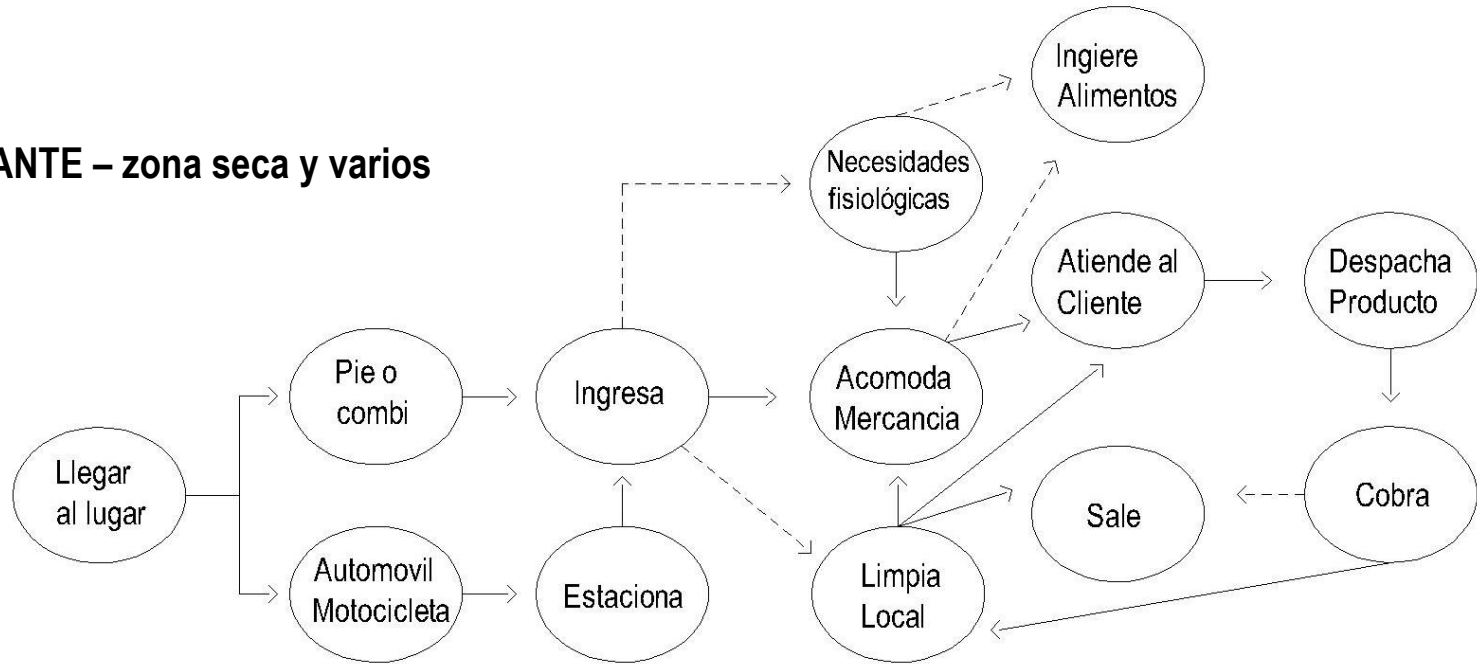 ANTE – zona seca y varios
Ingiere
Alimentos
Necesidades
fisiológicas
Atiende al
Cliente
Despacha
Producto
Pie o
combi
Ingresa
Acomoda
Mercancia
Llegar
al lugar
Sale
Cobra
Automovil
Motocicleta
Estaciona
Limpia
Local